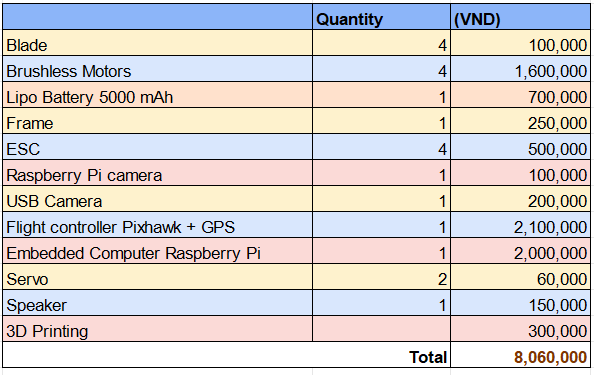 Quantity (VND)
Blade 4 100,000
Brushless Motors 4 1,600,000
Lipo Battery 5000 mAh 1 700,000
Frame 1 250,000
ESC 4 500,000
Raspberry Pi camera 1 100,000
USB Camera 1 200,000
Flight controller Pixhawk + GPS 1 2,100,000
Embedded Computer Raspberry Pi 1 2,000,000
Servo 2 60,000
Speaker 1 150,000
3D Printing 300,000
Total 8,060,000